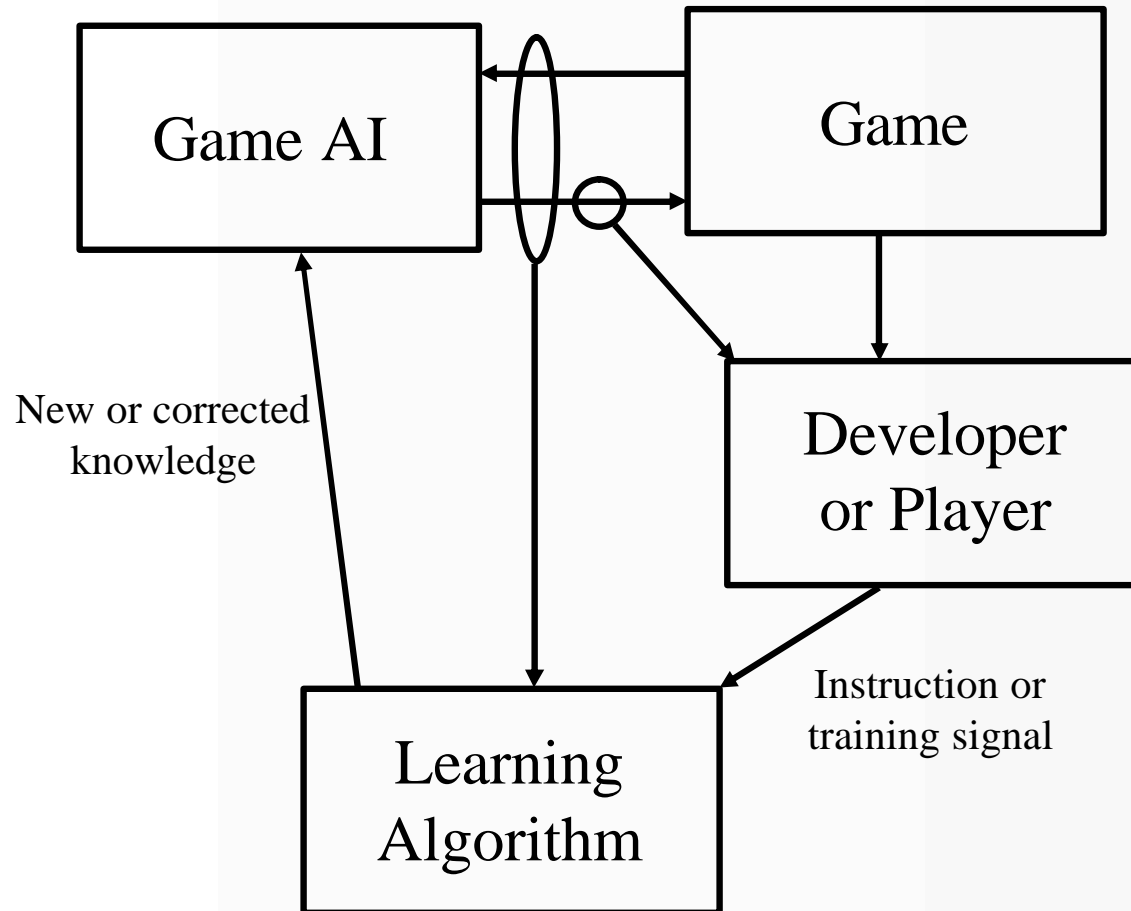 Game AI
Game
New or corrected
knowledge
Developer
or Player
Instruction or
training signal
Learning
Algorithm